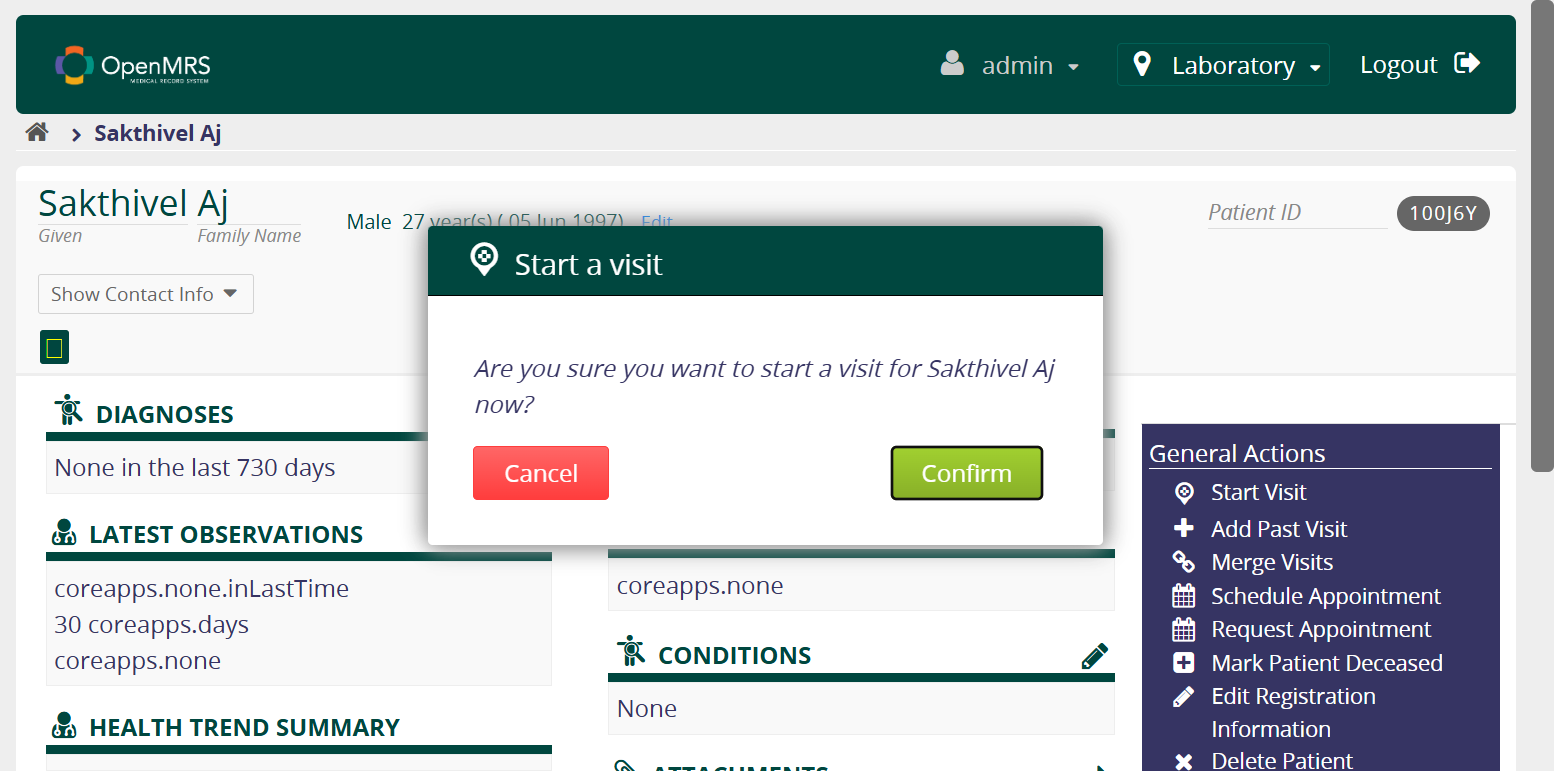 OpenMRS
MEDICAL RECORD SYSTEM
admin
Laboratory
Logout
Sakthivel Aj
Sakthivel Aj
Given Family Name
Male 27 year(s) ( 05 Jun 1997) Edit
Patient ID 100J6Y
Show Contact Info
Start a visit
Are you sure you want to start a visit for Sakthivel Aj
now?
Cancel Confirm
DIAGNOSES
None in the last 730 days
LATEST OBSERVATIONS
coreapps.none.inLastTime
30 coreapps.days
coreapps.none
HEALTH TREND SUMMARY
coreapps.none
CONDITIONS
None
ATTACHMENTS
General Actions
Start Visit
Add Past Visit
Merge Visits
Schedule Appointment
Request Appointment
Mark Patient Deceased
Edit Registration
Information
Delete Patient